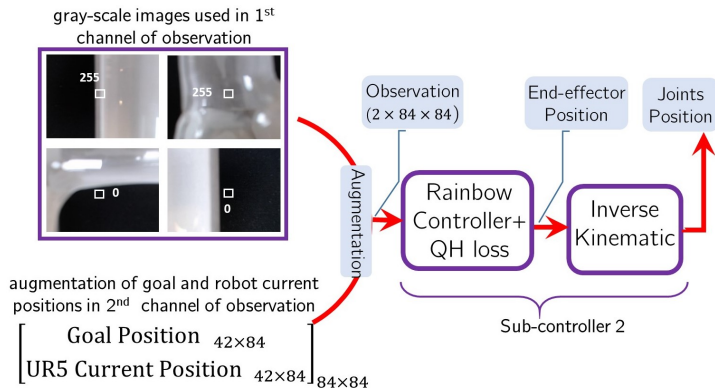 gray-scale images used in 1st
channel of observation
255
255
0
0
augmentation of goal and robot current
positions in 2nd channel of observation
Goal Position 42×84
UR5 Current Position 42×84
84×84
Augmentation
Observation
(2 × 84 × 84)
Rainbow
Controller+
QH loss
End-effector
Position
Inverse
Kinematic
Joints
Position
Sub-controller 2